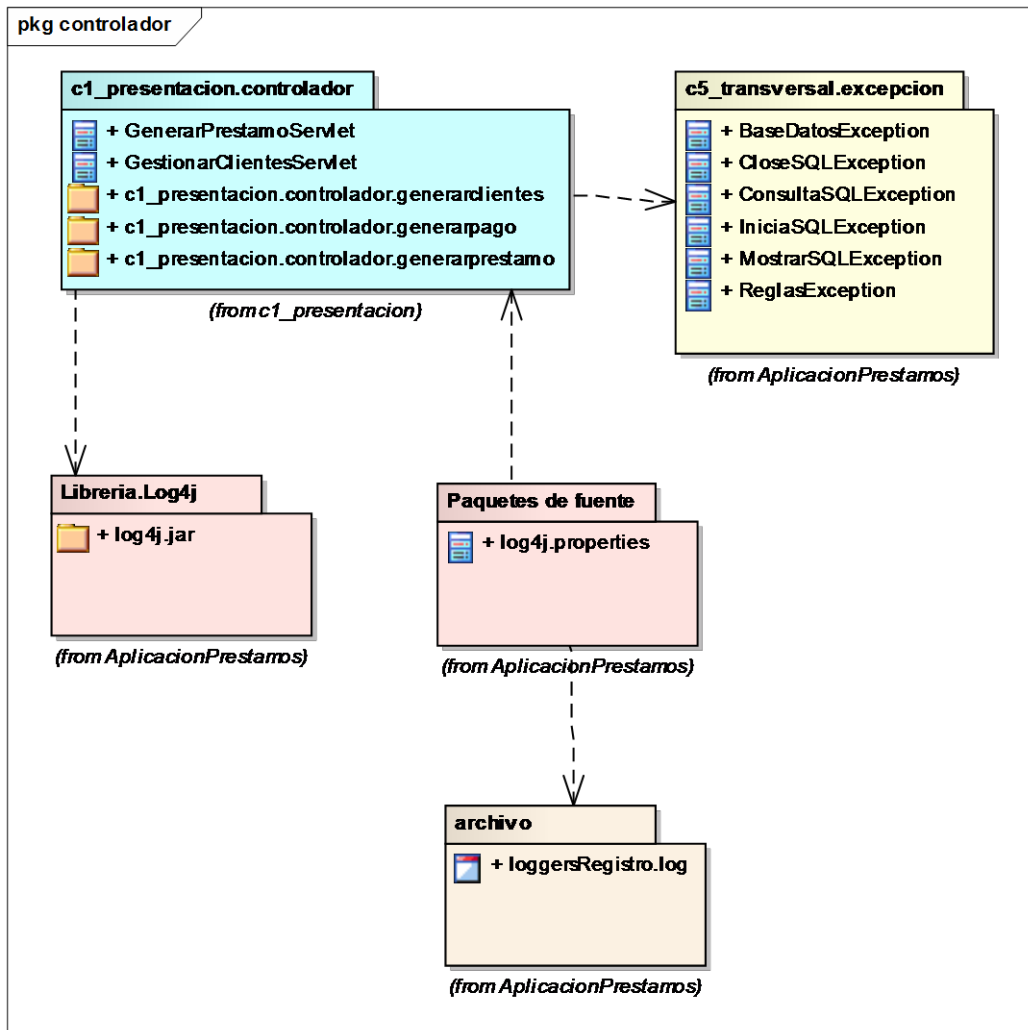 pkg controlador
c1_presentacion.controlador
+ GenerarPrestamoServlet
+ GestionarClientesServlet
+ c1_presentacion.controlador.generarclientes
+ c1_presentacion.controlador.generarpago
+ c1_presentacion.controlador.generarprestamo
(from c1_presentacion)
c5_transversal.excepcion
+ BaseDatosException
+ CloseSQLException
+ ConsultaSQLException
+ IniciaSQLException
+ MostrarSQLException
+ ReglasException
(from AplicacionPrestamos)
Libreria.Log4j
+ log4j.jar
(from AplicacionPrestamos)
Paquetes de fuente
+ log4j.properties
(from AplicacionPrestamos)
archivo
+ loggersRegistro.log
(from AplicacionPrestamos)